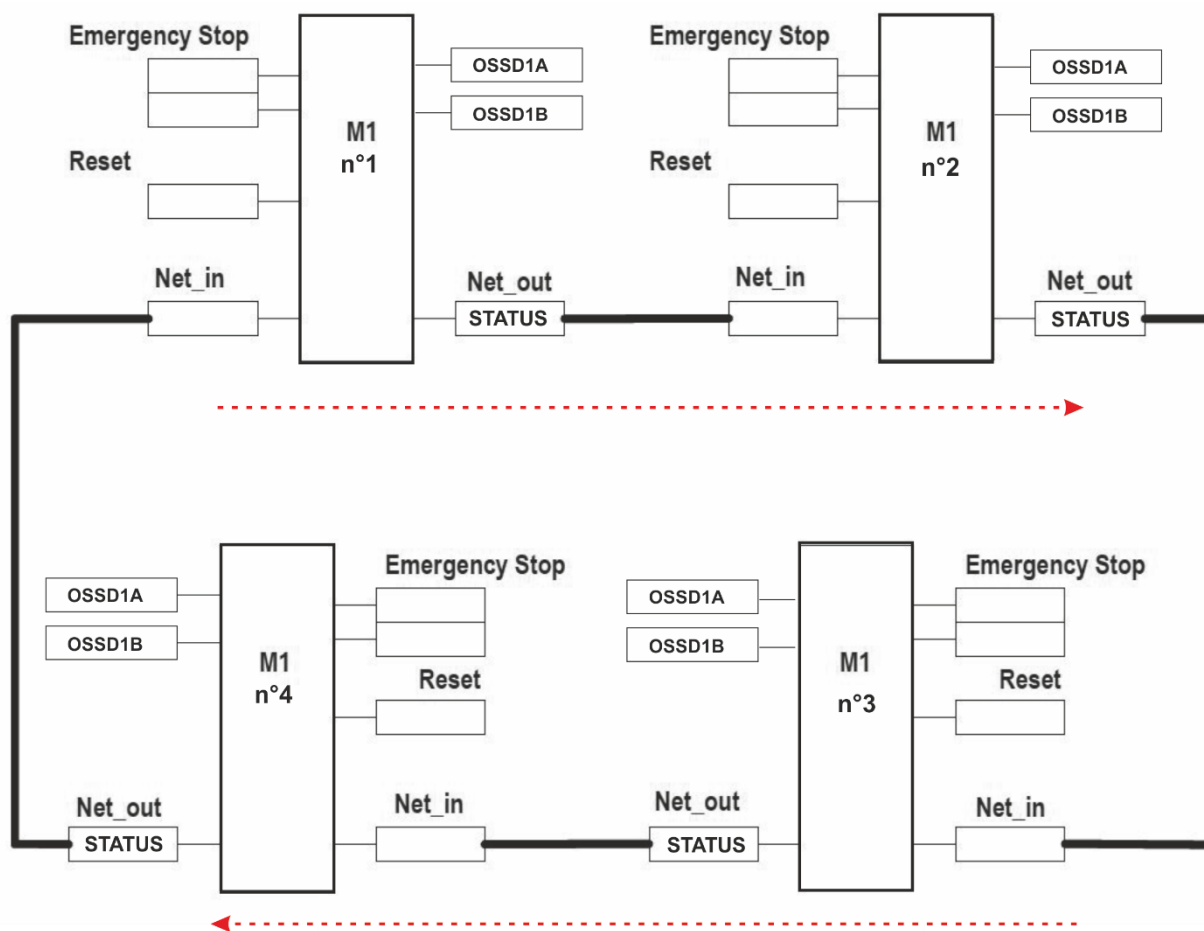 Emergency Stop
OSSD1A
OSSD1B
M1
n°1
Reset
Net_in
Net_out
STATUS
Emergency Stop
OSSD1A
OSSD1B
M1
n°2
Reset
Net_in
Net_out
STATUS
OSSD1A
OSSD1B
Emergency Stop
M1
n°4
Reset
Net_out
STATUS
Net_in
OSSD1A
OSSD1B
Emergency Stop
M1
n°3
Reset
Net_out
STATUS
Net_in